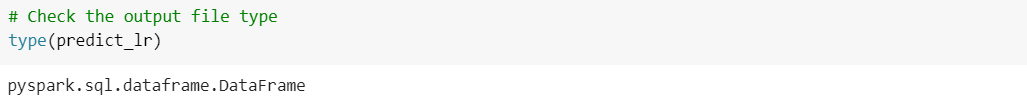 # Check the output file type
type(predict_lr)
pyspark.sql.dataframe.DataFrame